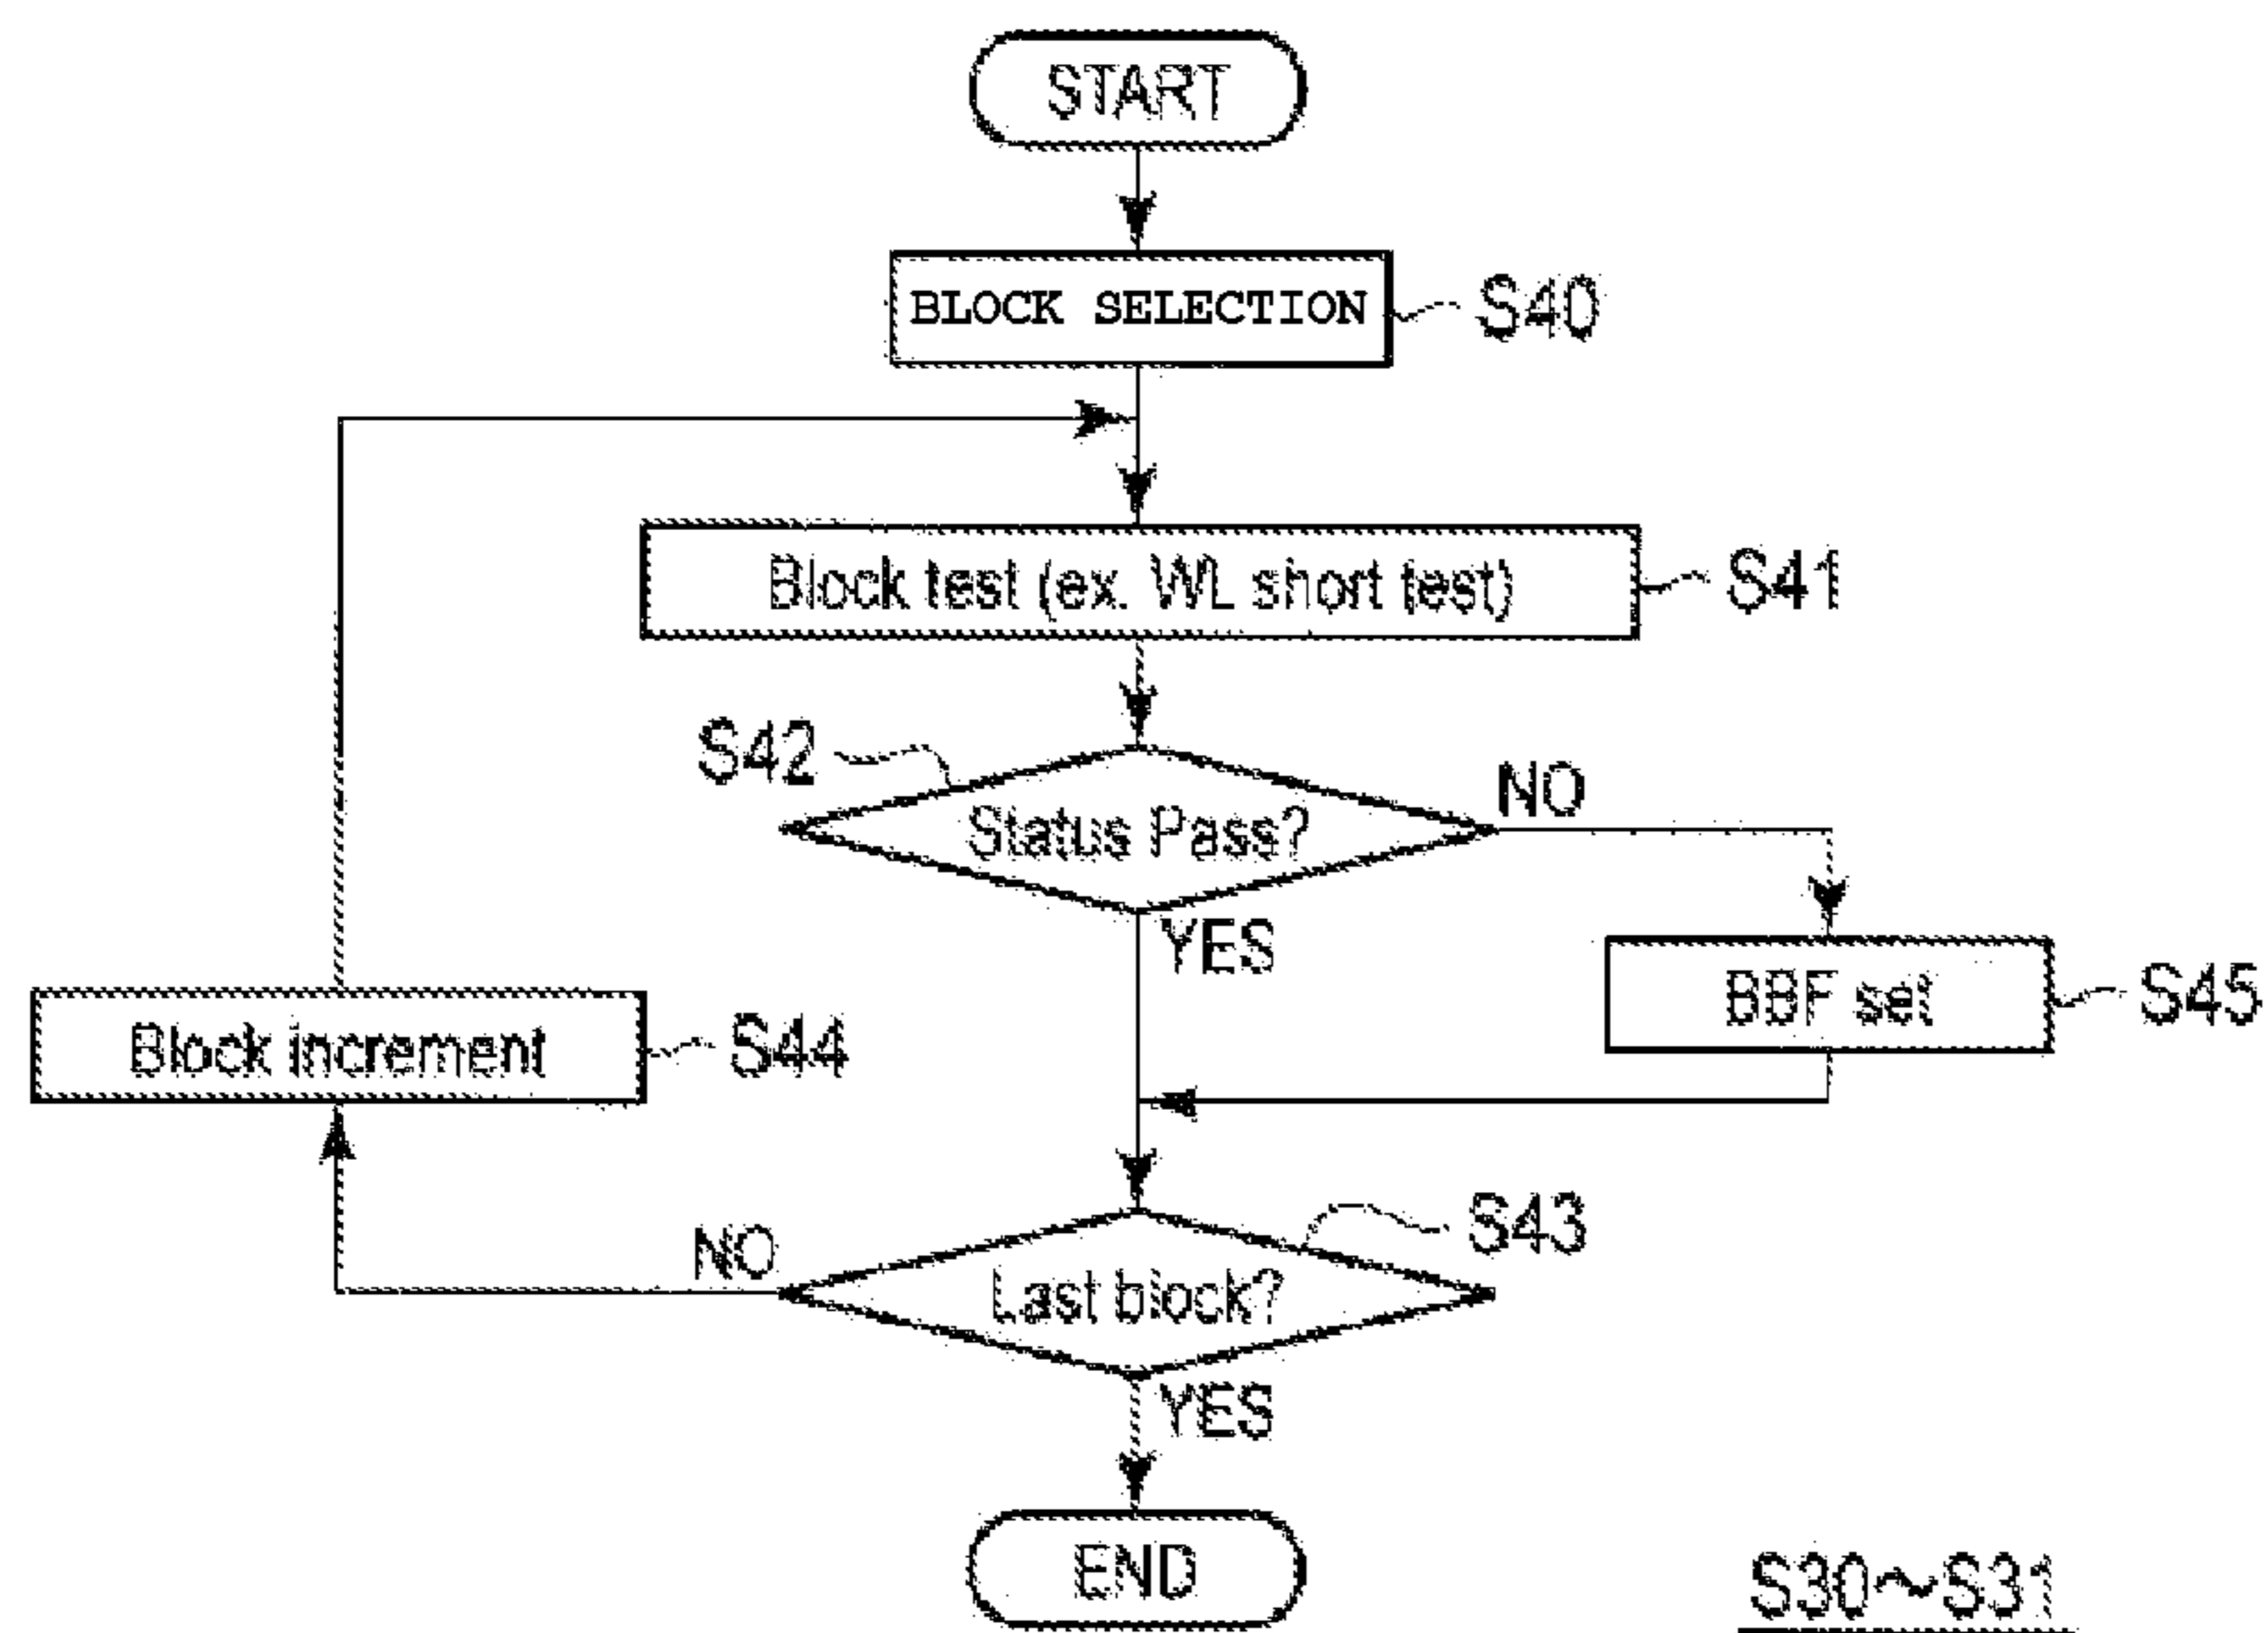 START
BLOCK SELECTION
S40
Block test (ex. WL short test)
S41
S42
Status Pass?
NO
YES
BBF set
S45
Block increment
S44
S43
NO
Last block?
YES
END
S30~S31